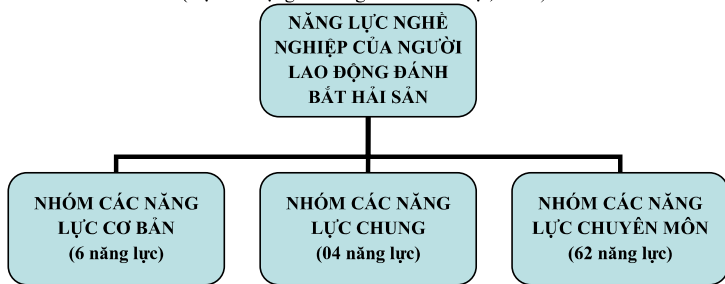 NĂNG LỰC NGHỀ
NGHIỆP CỦA NGƯỜI
LAO ĐỘNG ĐÁNH
BẮT HẢI SẢN
NHÓM CÁC NĂNG
LỰC CƠ BẢN
(6 năng lực)
NHÓM CÁC NĂNG
LỰC CHUNG
(04 năng lực)
NHÓM CÁC NĂNG
LỰC CHUYÊN MÔN
(62 năng lực)